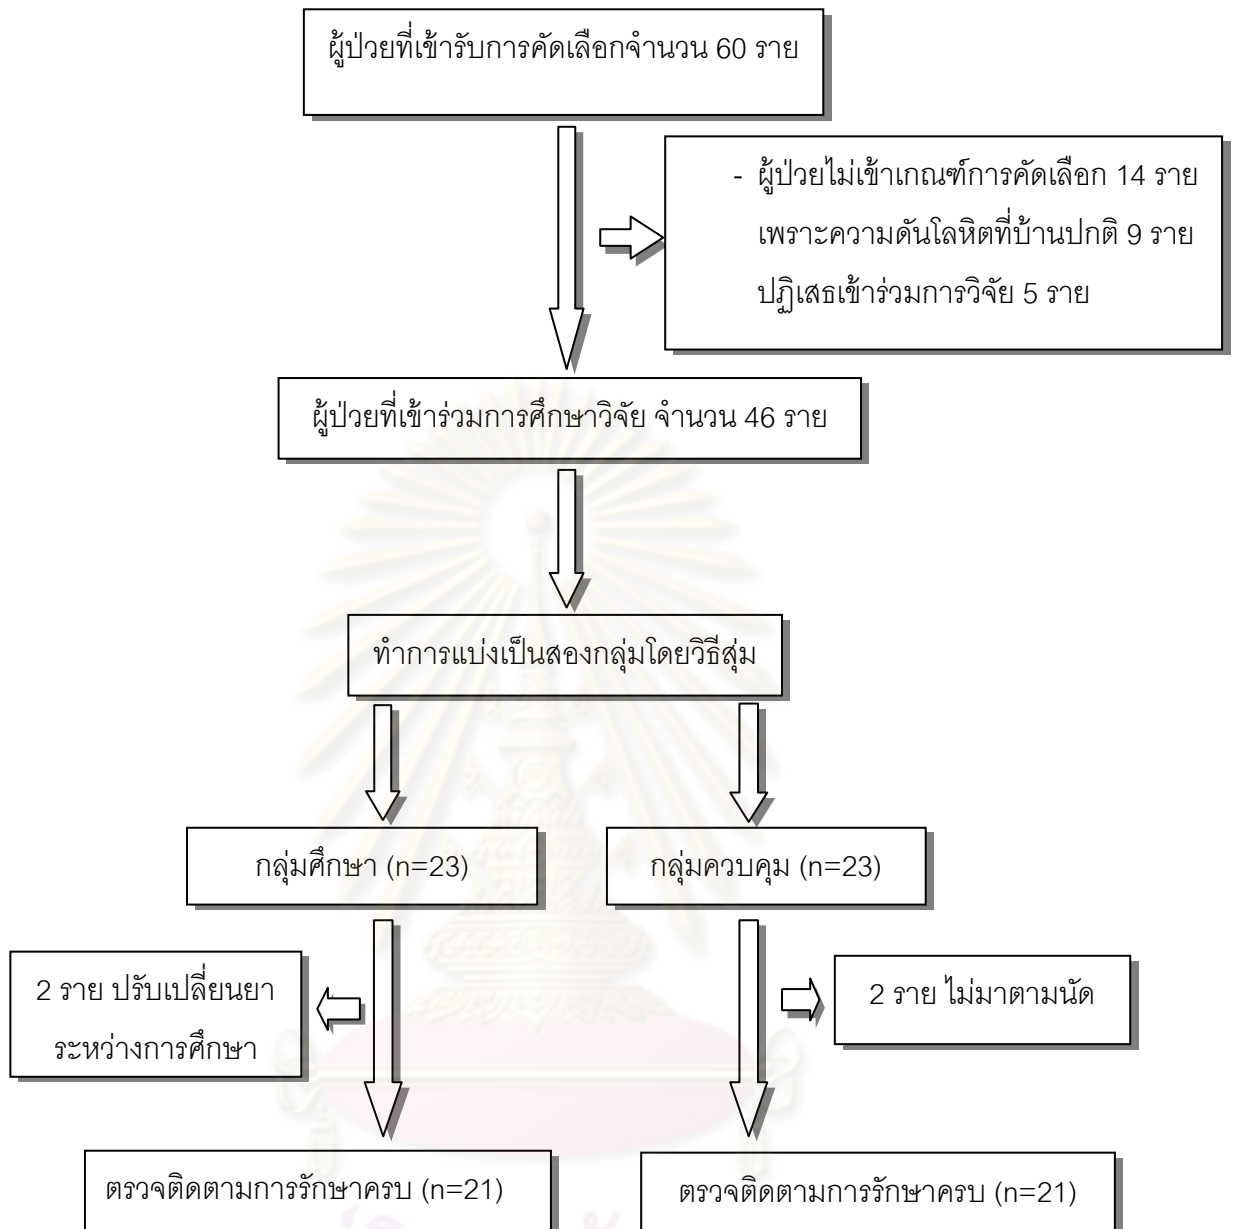 ผู้ป่วยที่เข้ารับการคัดเลือกจำนวน 60 ราย
- ผู้ป่วยไม่เข้าเกณฑ์การคัดเลือก 14 ราย
เพราะความดันโลหิตที่บ้านปกติ 9 ราย
ปฏิเสธเข้าร่วมการวิจัย 5 ราย
ผู้ป่วยที่เข้าร่วมการศึกษาวิจัย จำนวน 46 ราย
ทำการแบ่งเป็นสองกลุ่มโดยวิธีสุ่ม
กลุ่มศึกษา (n=23)
กลุ่มควบคุม (n=23)
2 ราย ปรับเปลี่ยนยา
ระหว่างการศึกษา
2 ราย ไม่มาตามนัด
ตรวจติดตามการรักษาครบ (n=21)
ตรวจติดตามการรักษาครบ (n=21)